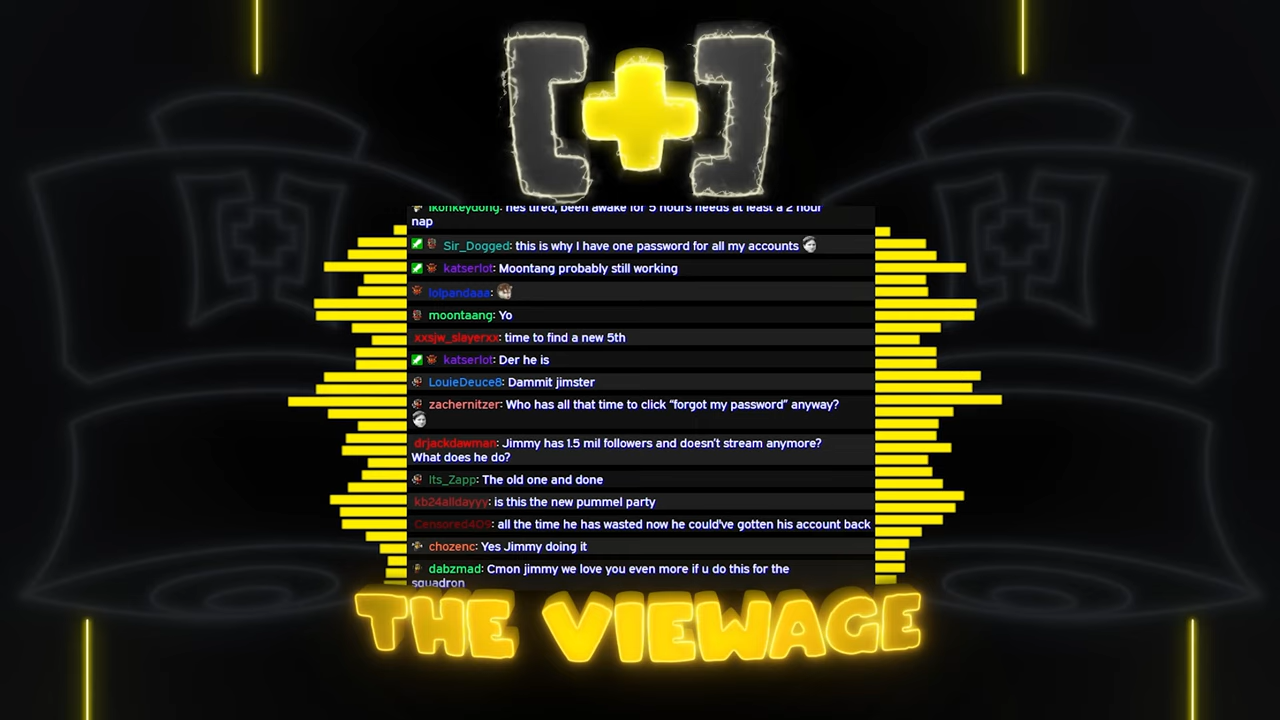 lkonkeydong: hes tired, been awake for 5 hours needs at least a 2 hour
nap
Sir_Dogged: this is why I have one password for all my accounts
katserlot: Moontang probably still working
lolpandaaa:
moontaang: Yo
xxsjw_slayerxx: time to find a new 5th
katserlot: Der he is
LouieDeuce8: Dammit jimster
zachernitzer: Who has all that time to click “forgot my password” anyway?
drjackdawman: Jimmy has 1.5 mil followers and doesn't stream anymore?
What does he do?
Its_Zapp: The old one and done
kb24alldayyy: is this the new pummel party
Censored409: all the time he has wasted now he could've gotten his account back
chozenc: Yes Jimmy doing it
dabzmad: Cmon jimmy we love you even more if u do this for the
squadron
THE VIEWAGE